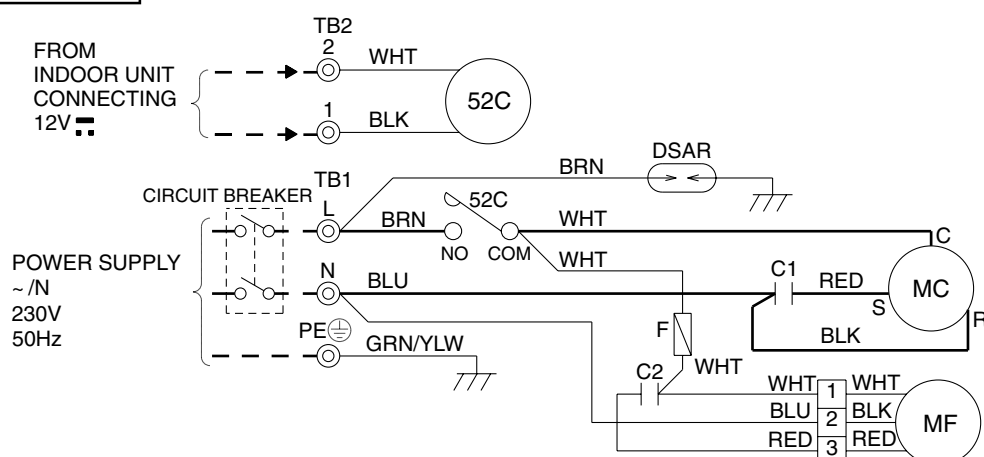 TB2
FROM
INDOOR UNIT
CONNECTING
12V
2
WHT
52C
1
BLK
DSAR
BRN
TB1
CIRCUIT BREAKER
L
BRN
52C
WHT
NO
COM
WHT
C
POWER SUPPLY
~/N
230V
50Hz
N
BLU
C1
RED
MC
S
R
BLK
PE
GRN/YLW
F
WHT
C2
WHT 1 WHT
BLU 2 BLK
RED 3 RED
MF